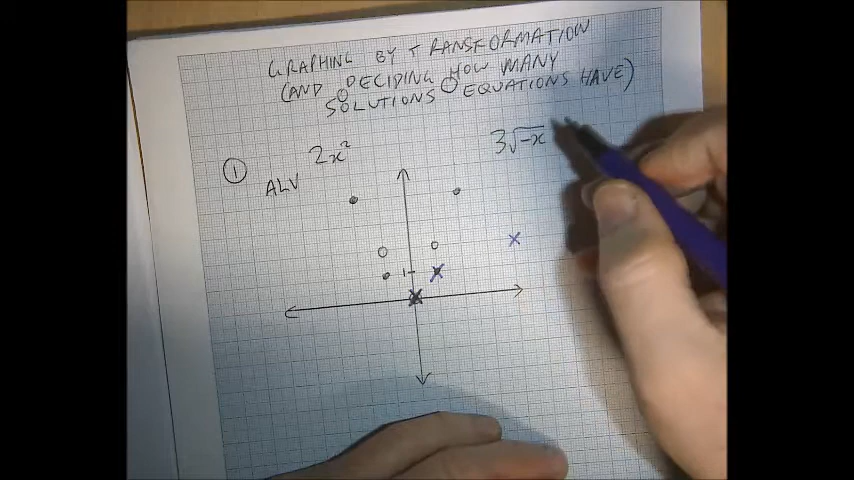 GRAPHING BY TRANSFORMATION
(AND DECIDING HOW MANY
SOLUTIONS EQUATIONS HAVE)
① 2x² 3√-x
ALV
1